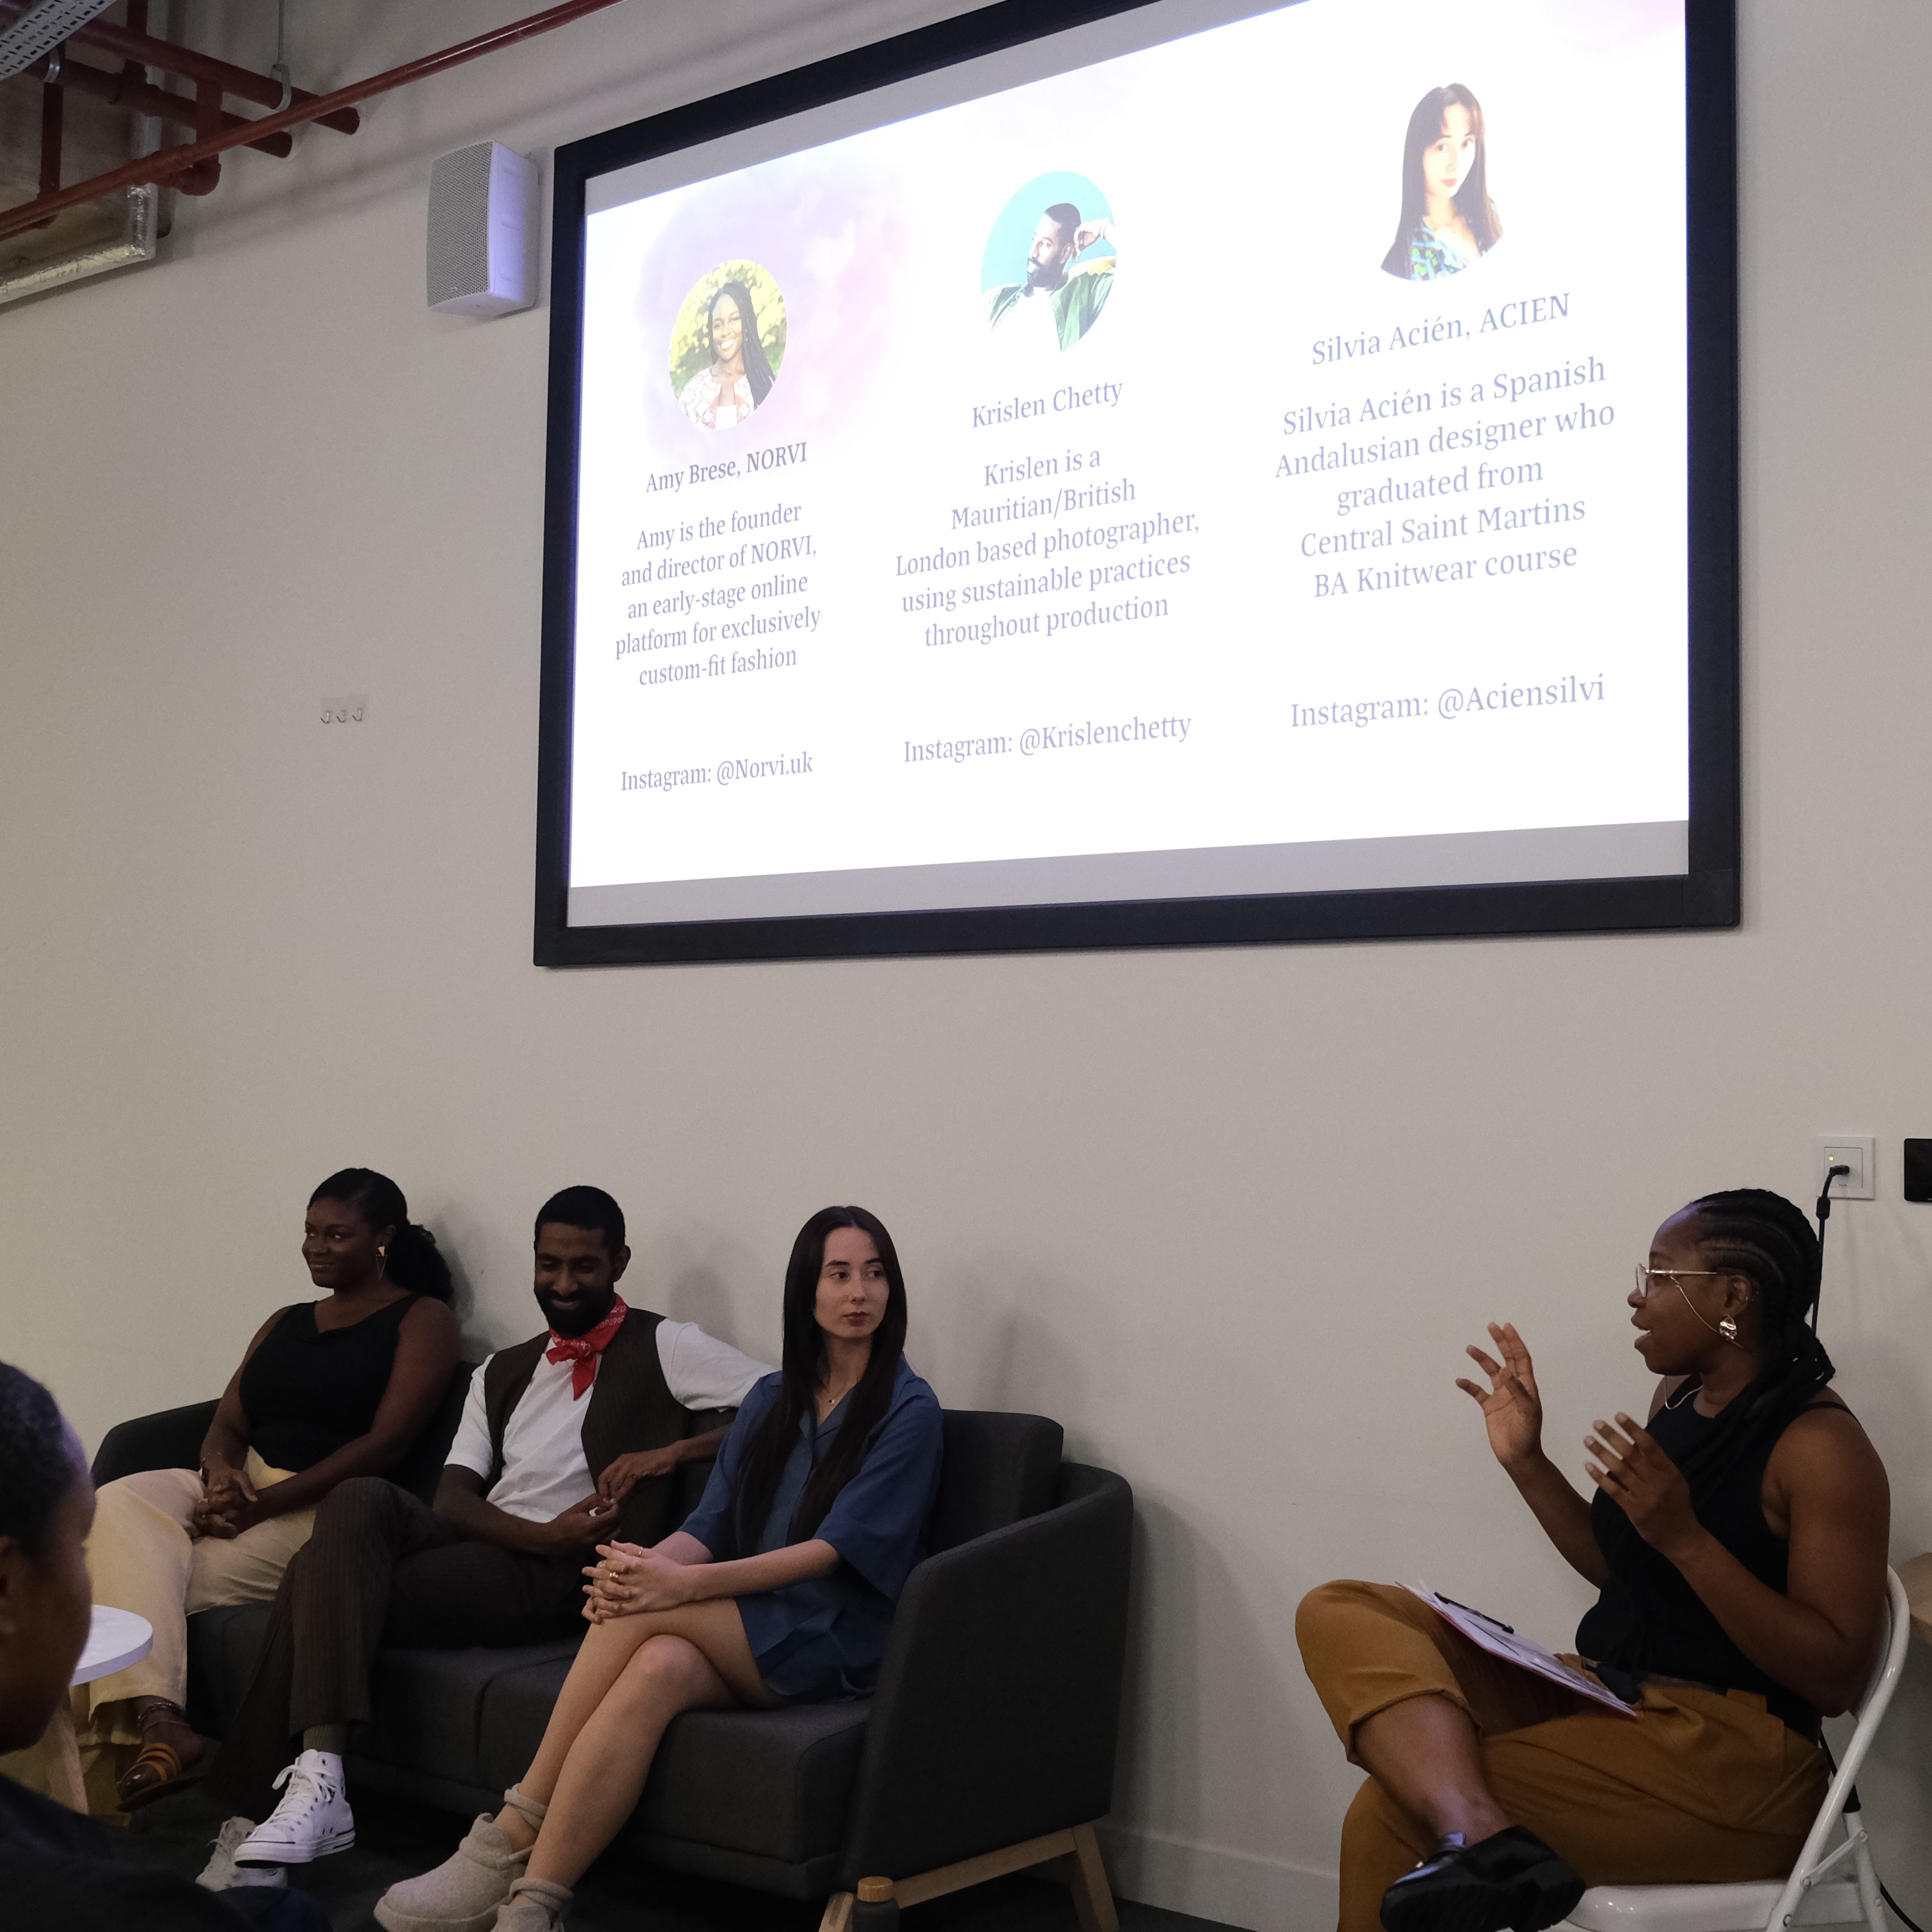 Amy Brese, NORVI
Amy is the founder
and director of NORVI,
an early-stage online
platform for exclusively
custom-fit fashion
Instagram: @Norvi.uk
Krislen Chetty
Krislen is a
Mauritian/British
London based photographer,
using sustainable practices
throughout production
Instagram: @Krislenchetty
Silvia Acién, ACIEN
Silvia Acién is a Spanish
Andalusian designer who
graduated from
Central Saint Martins
BA Knitwear course
Instagram: @Aciensilvi